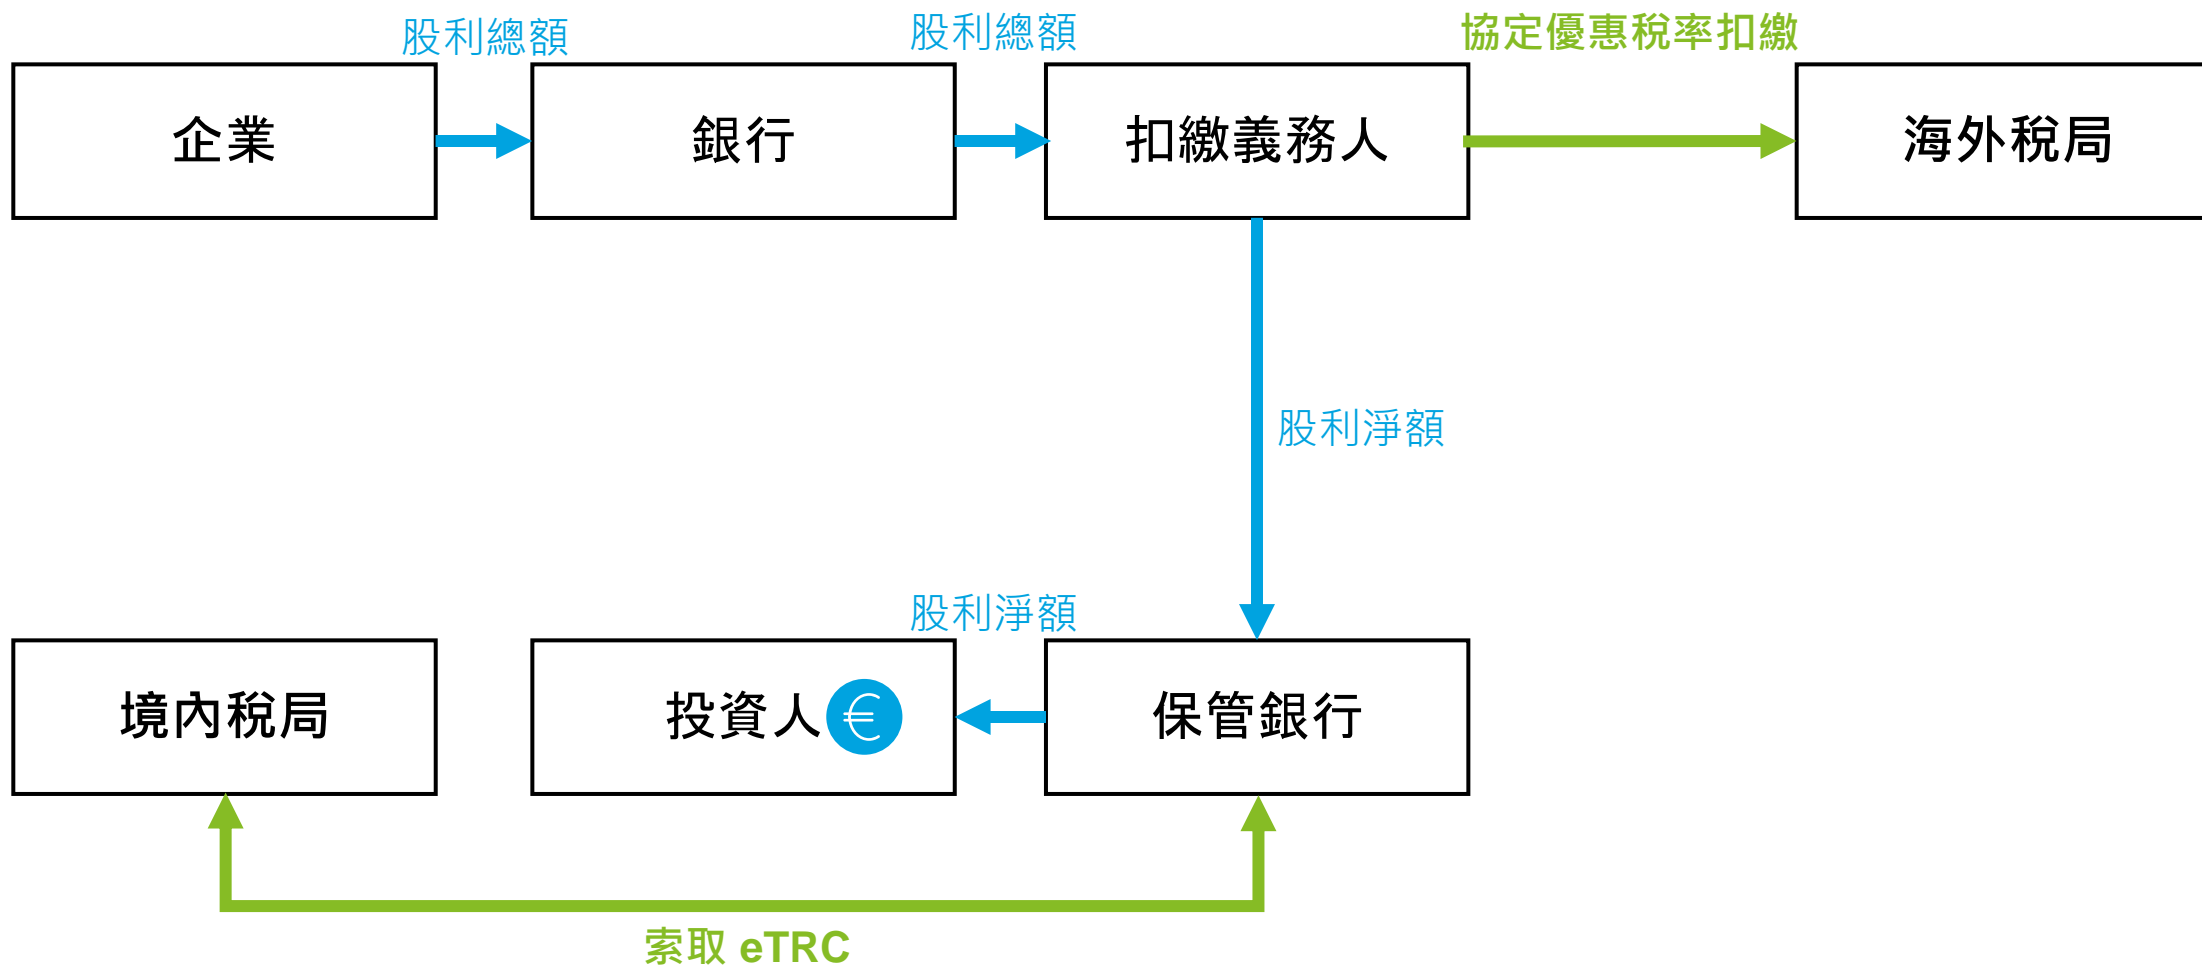 股利總額
股利總額
協定優惠稅率扣繳
企業
銀行
扣繳義務人
海外稅局
股利淨額
股利淨額
境內稅局
投資人 €
保管銀行
索取 eTRC